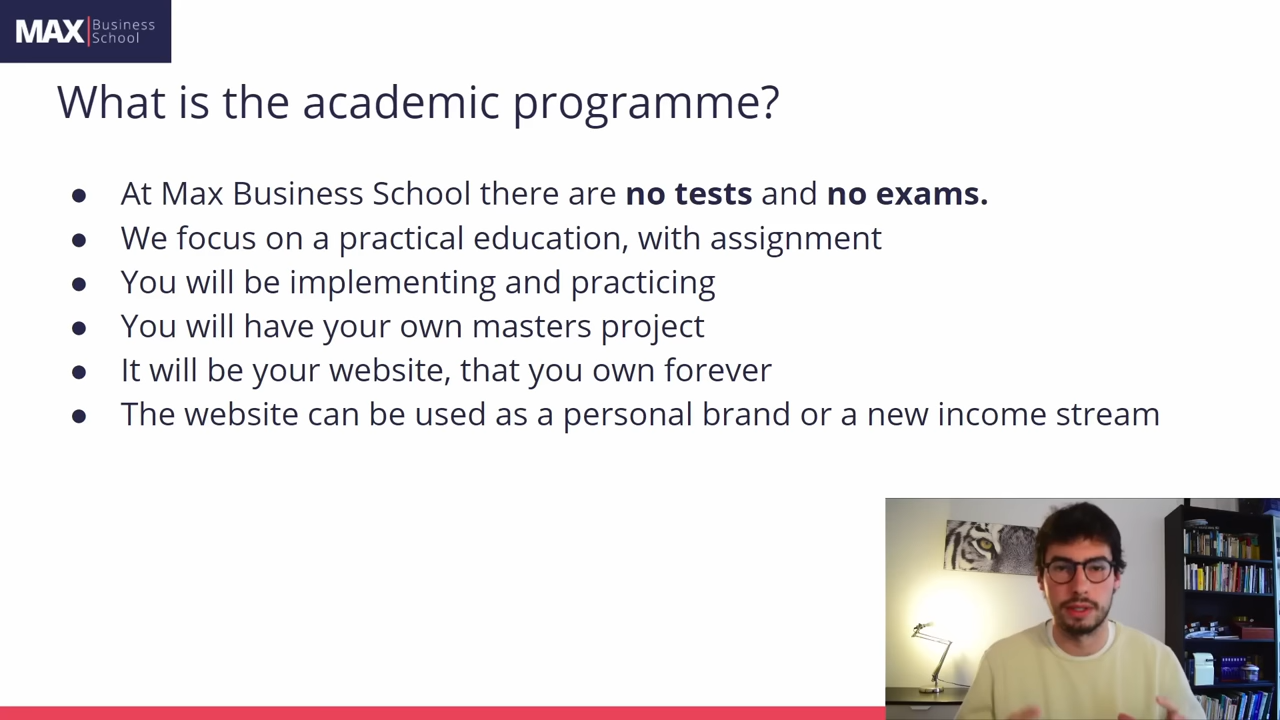 MAX Business
School
What is the academic programme?
● At Max Business School there are no tests and no exams.
● We focus on a practical education, with assignment
● You will be implementing and practicing
● You will have your own masters project
● It will be your website, that you own forever
● The website can be used as a personal brand or a new income stream